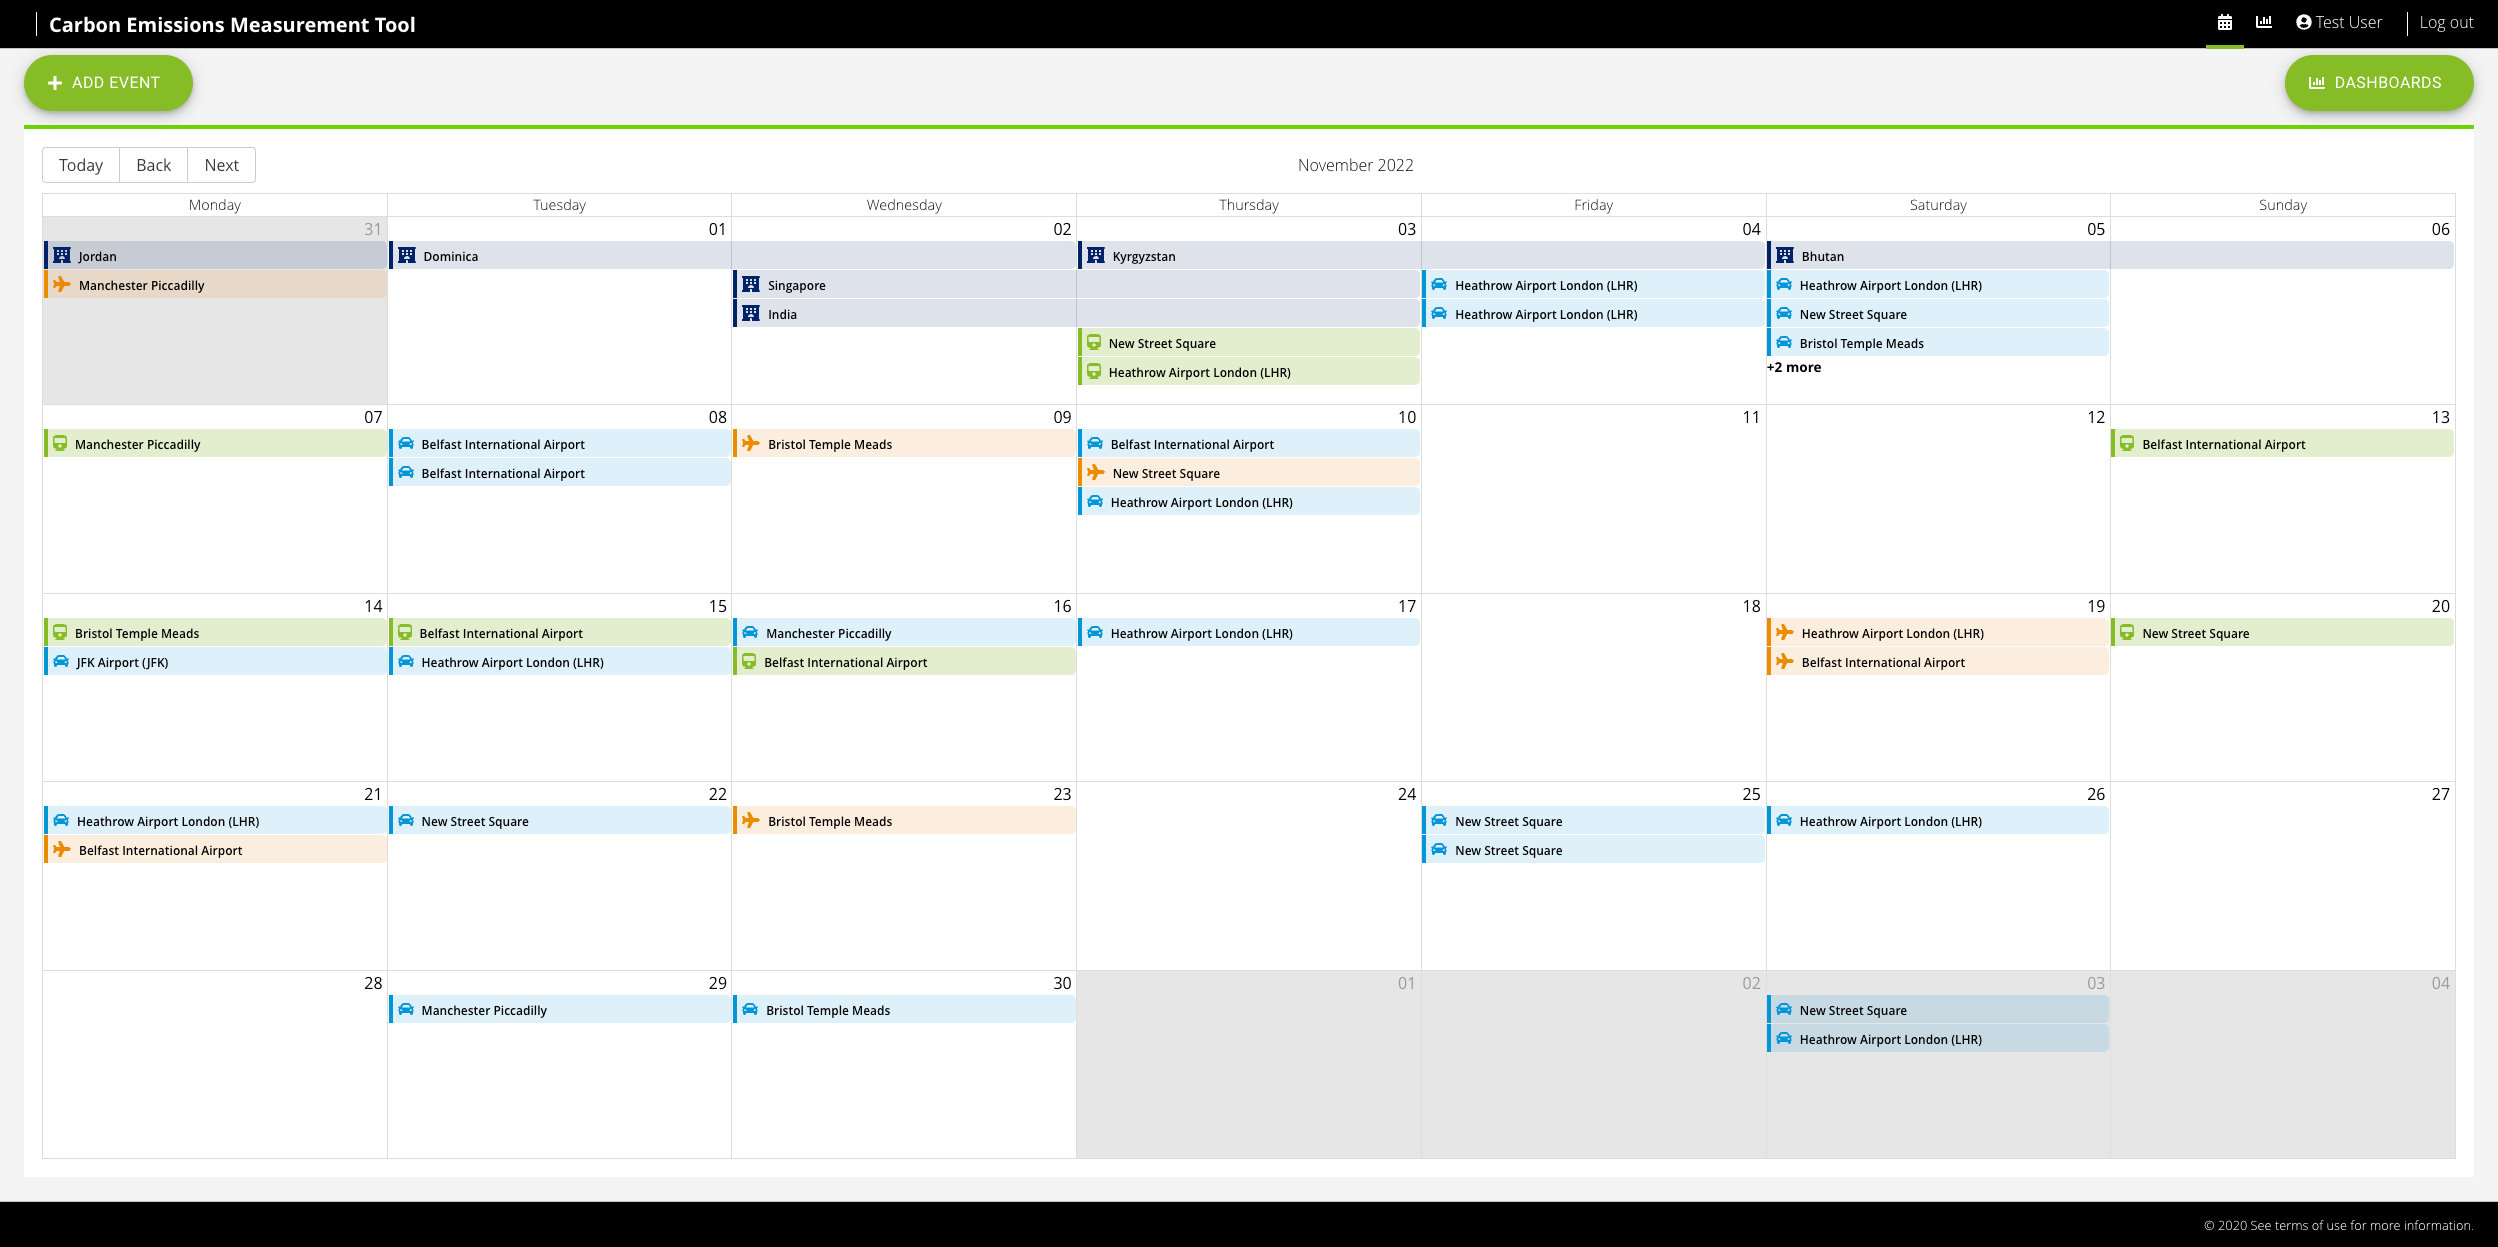 Carbon Emissions Measurement Tool
Test User
Log out
ADD EVENT
DASHBOARDS
Today Back Next
November 2022
Monday Tuesday Wednesday Thursday Friday Saturday Sunday
31 01 02 03 04 05 06
Jordan Dominica Kyrgyzstan Bhutan
Manchester Piccadilly Singapore Heathrow Airport London (LHR) Heathrow Airport London (LHR)
India Heathrow Airport London (LHR) New Street Square
New Street Square Bristol Temple Meads
Heathrow Airport London (LHR) +2 more
07 08 09 10 11 12 13
Manchester Piccadilly Belfast International Airport Bristol Temple Meads Belfast International Airport Belfast International Airport
Belfast International Airport New Street Square
Heathrow Airport London (LHR)
14 15 16 17 18 19 20
Bristol Temple Meads Belfast International Airport Manchester Piccadilly Heathrow Airport London (LHR) Heathrow Airport London (LHR) New Street Square
JFK Airport (JFK) Heathrow Airport London (LHR) Belfast International Airport Belfast International Airport
21 22 23 24 25 26 27
Heathrow Airport London (LHR) New Street Square Bristol Temple Meads New Street Square Heathrow Airport London (LHR)
Belfast International Airport New Street Square
28 29 30 01 02 03 04
Manchester Piccadilly Bristol Temple Meads New Street Square
Heathrow Airport London (LHR)
© 2020 See terms of use for more information.